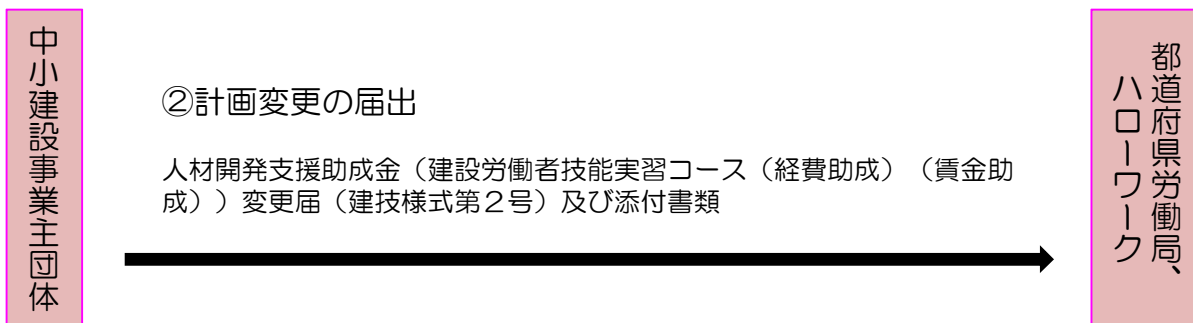 中小建設事業主団体
②計画変更の届出
人材開発支援助成金（建設労働者技能実習コース（経費助成）（賃金助
成））変更届（建技様式第２号）及び添付書類
都道府県労働局、
ハローワーク